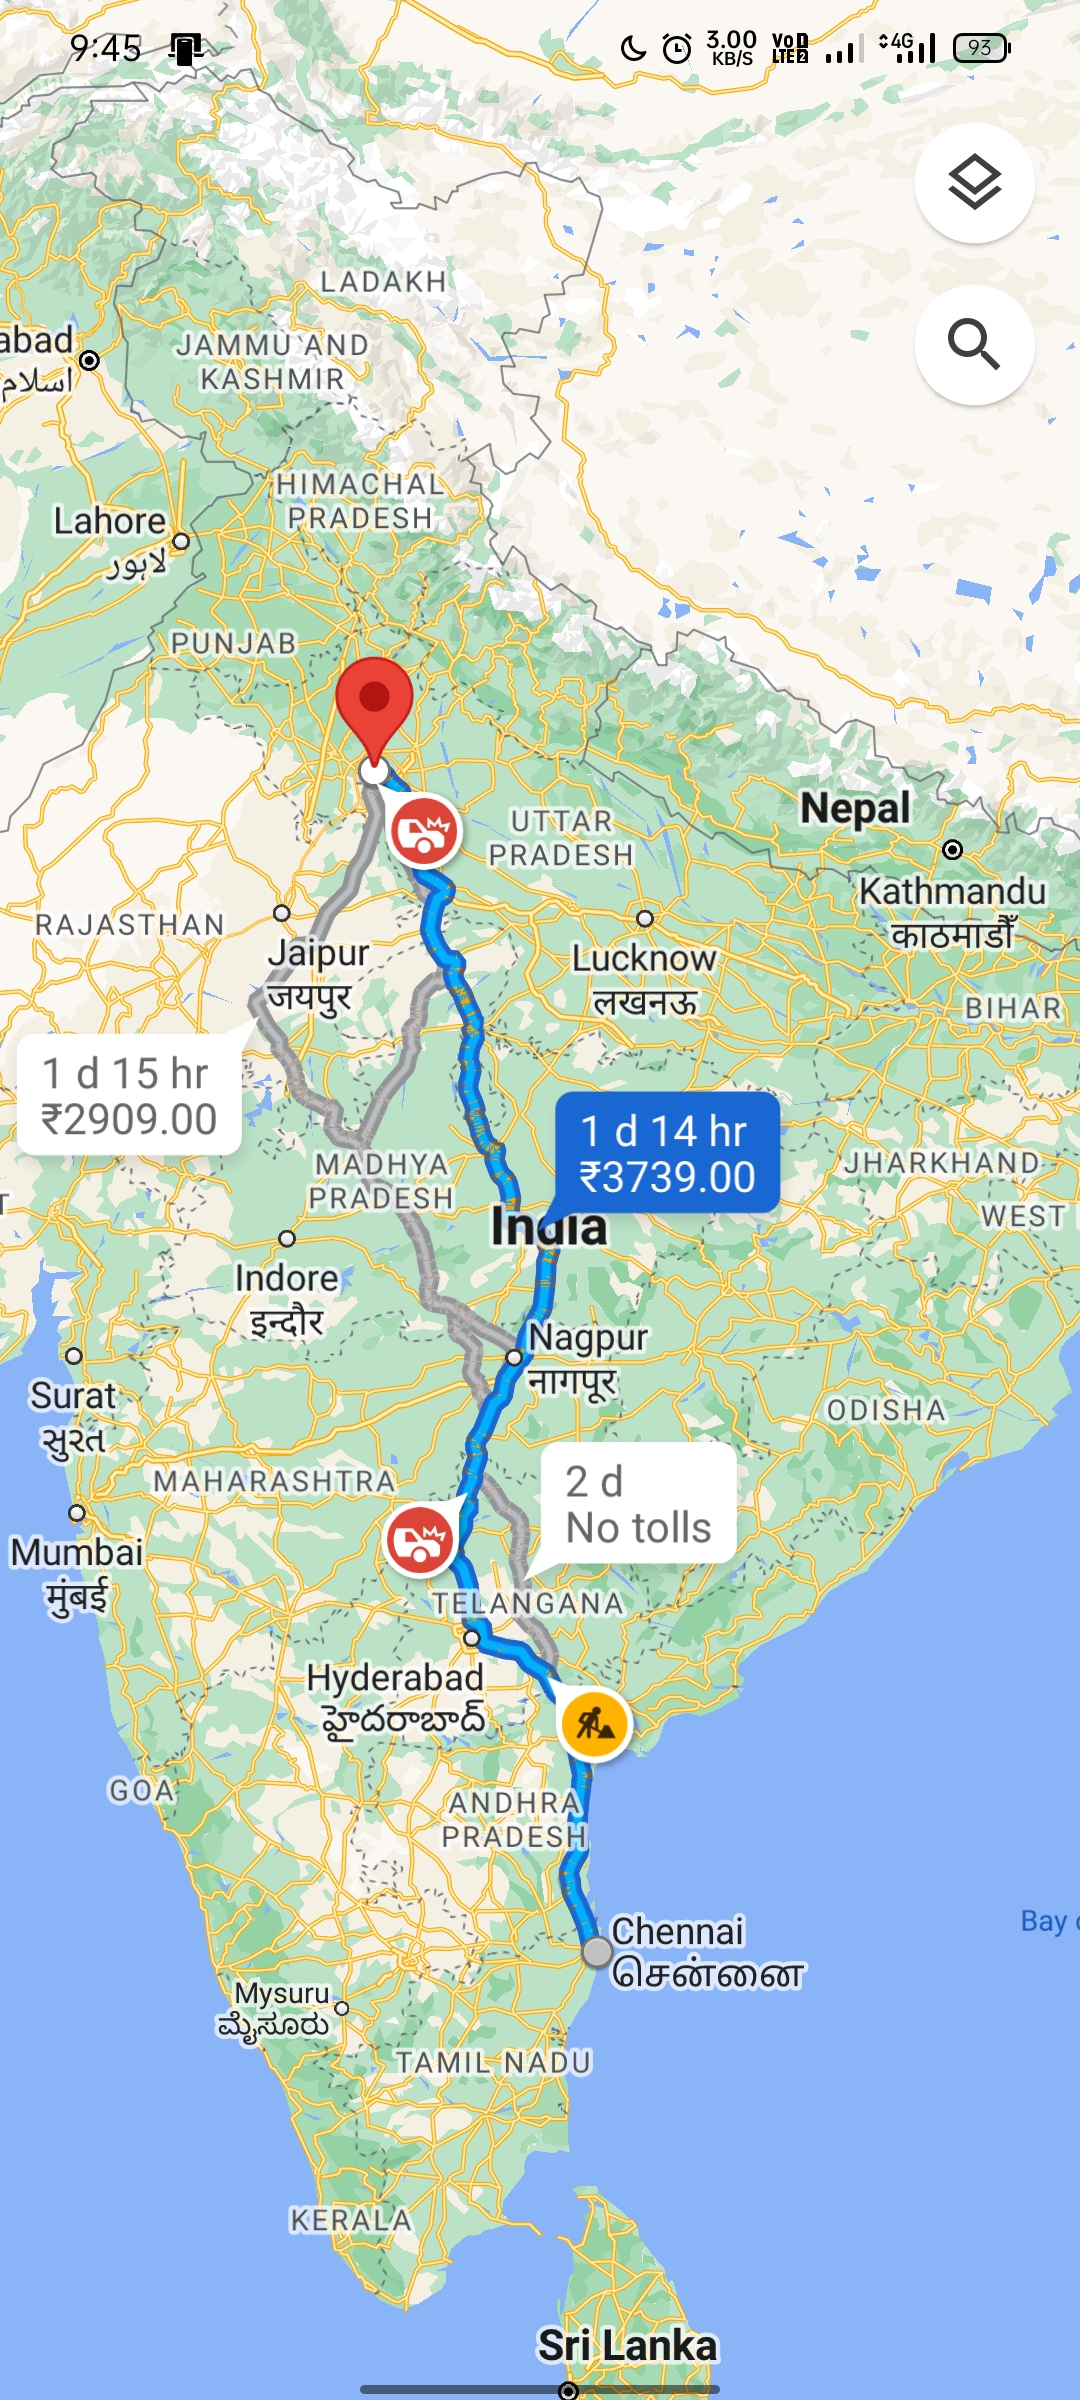 9:45
3.00
KB/S
Vo
LTE 2
4G
93
LADAKH
JAMMU AND
KASHMIR
abad
اسلام
HIMACHAL
PRADESH
Lahore
لاہور
PUNJAB
Nepal
UTTAR
PRADESH
Kathmandu
काठमाडौँ
RAJASTHAN
Jaipur
जयपुर
Lucknow
लखनऊ
BIHAR
1 d 15 hr
₹2909.00
1 d 14 hr
₹3739.00
MADHYA
PRADESH
JHARKHAND
WEST
India
Indore
इन्दौर
Nagpur
नागपूर
Surat
સુરત
ODISHA
MAHARASHTRA
2 d
No tolls
Mumbai
मुंबई
TELANGANA
Hyderabad
హైదరాబాద్
GOA
ANDHRA
PRADESH
Bay
Chennai
சென்னை
Mysuru
ಮೈಸೂರು
TAMIL NADU
KERALA
Sri Lanka